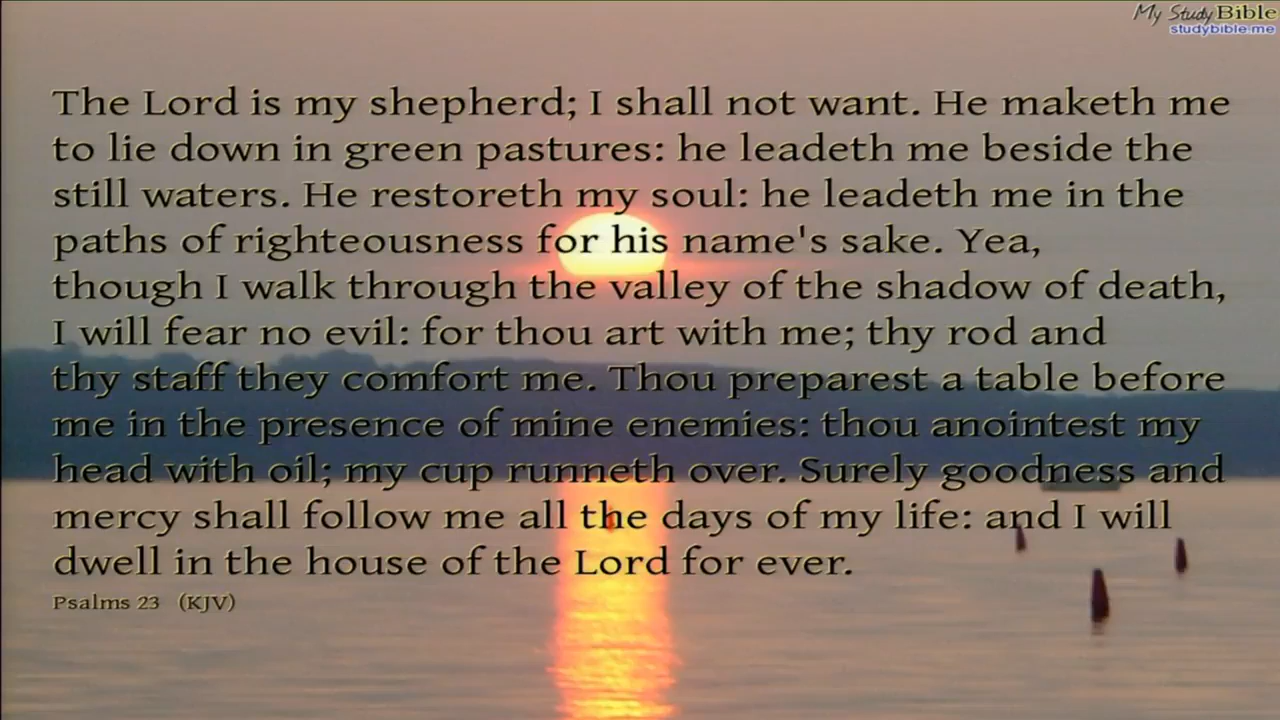 My Study Bible
studybible.me
The Lord is my shepherd; I shall not want. He maketh me
to lie down in green pastures: he leadeth me beside the
still waters. He restoreth my soul: he leadeth me in the
paths of righteousness for his name's sake. Yea,
though I walk through the valley of the shadow of death,
I will fear no evil: for thou art with me; thy rod and
thy staff they comfort me. Thou preparest a table before
me in the presence of mine enemies: thou anointest my
head with oil; my cup runneth over. Surely goodness and
mercy shall follow me all the days of my life: and I will
dwell in the house of the Lord for ever.
Psalms 23 (KJV)